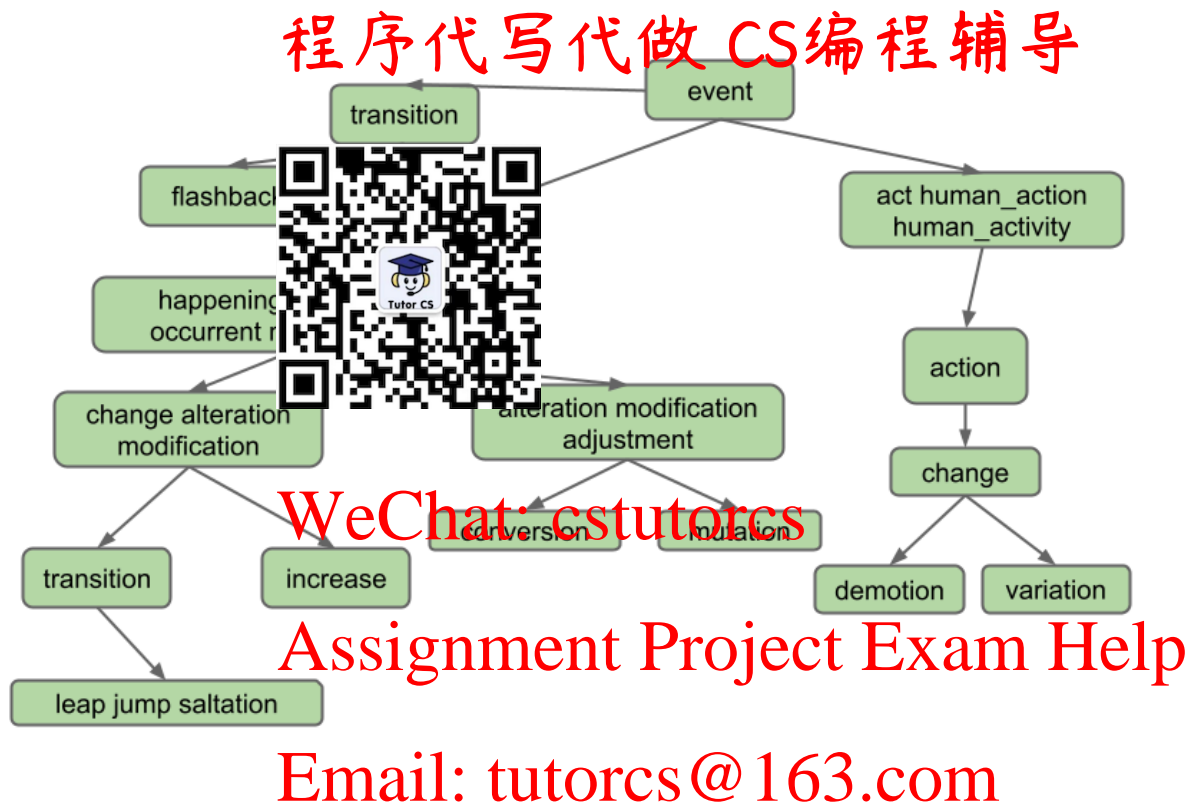 程序代写代做 CS编程辅导
event
transition
flashback
act human_action
human_activity
happening
occurrent
Tutor CS
action
change alteration
modification
alteration modification
adjustment
change
WeChat: cstutorcs
conversion
mutation
transition
increase
demotion
variation
Assignment Project Exam Help
leap jump saltation
Email: tutorcs@163.com